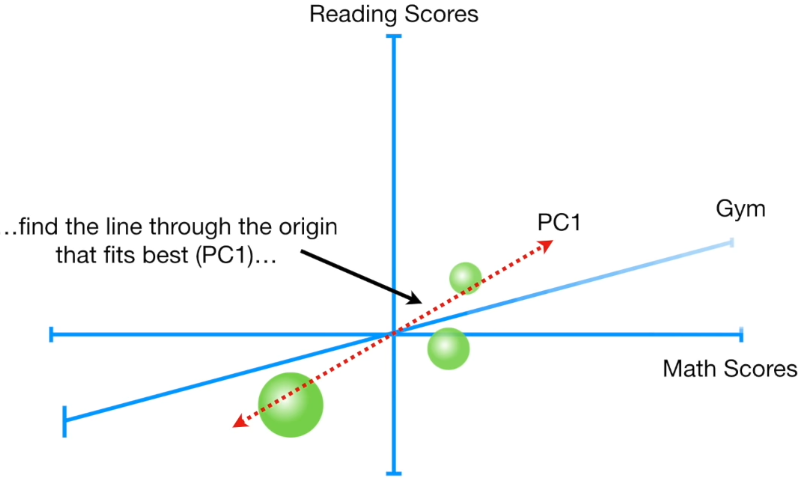 Reading Scores
…find the line through the origin
that fits best (PC1)…
PC1
Gym
Math Scores